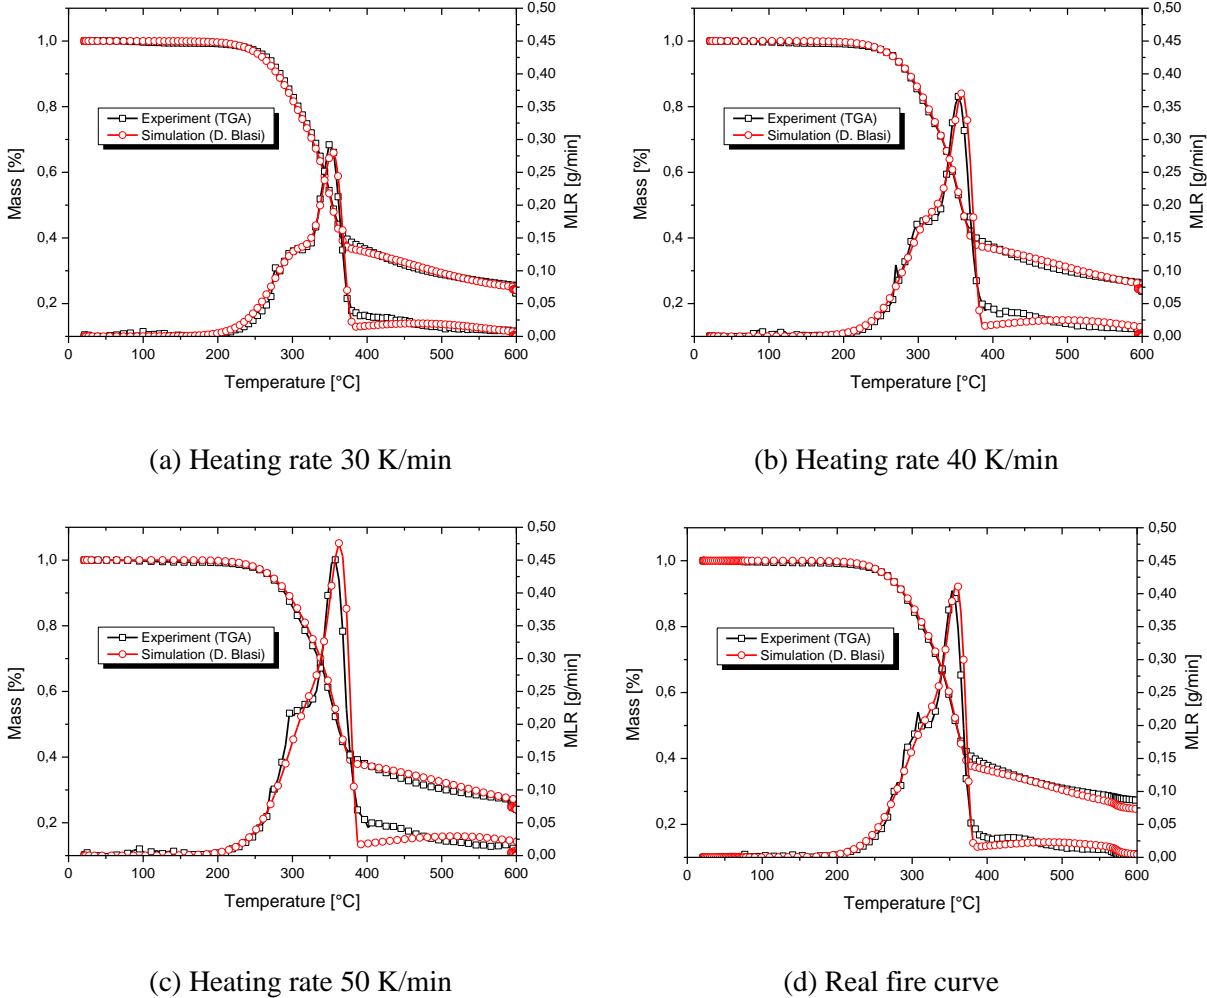 0,50
1,0
0,45
0,40
0,8
0,35
Experiment (TGA)
Simulation (D. Blasi)
0,30
0,6
0,25
Mass [%]
MLR [g/min]
0,20
0,4
0,15
0,10
0,2
0,05
0,00
0 100 200 300 400 500 600
Temperature [°C]
(a) Heating rate 30 K/min
0,50
1,0
0,45
0,40
0,8
0,35
Experiment (TGA)
Simulation (D. Blasi)
0,30
0,6
0,25
Mass [%]
MLR [g/min]
0,20
0,4
0,15
0,10
0,2
0,05
0,00
0 100 200 300 400 500 600
Temperature [°C]
(b) Heating rate 40 K/min
0,50
1,0
0,45
0,40
0,8
0,35
Experiment (TGA)
Simulation (D. Blasi)
0,30
0,6
0,25
Mass [%]
MLR [g/min]
0,20
0,4
0,15
0,10
0,2
0,05
0,00
0 100 200 300 400 500 600
Temperature [°C]
(c) Heating rate 50 K/min
0,50
1,0
0,45
0,40
0,8
0,35
Experiment (TGA)
Simulation (D. Blasi)
0,30
0,6
0,25
Mass [%]
MLR [g/min]
0,20
0,4
0,15
0,10
0,2
0,05
0,00
0 100 200 300 400 500 600
Temperature [°C]
(d) Real fire curve